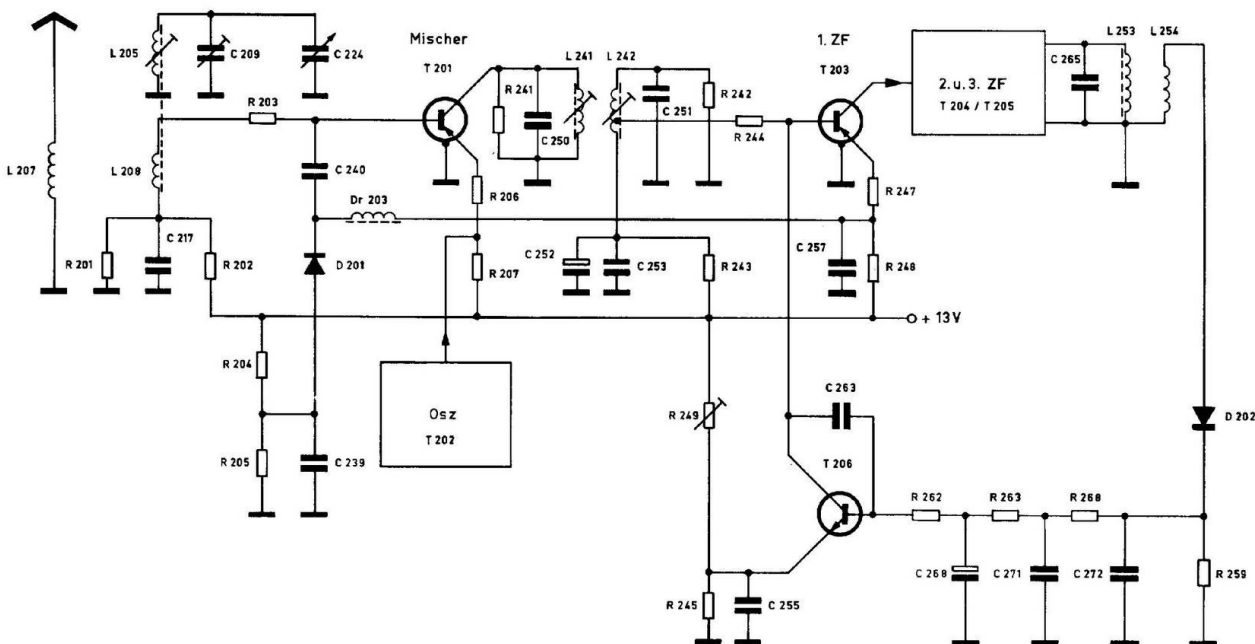 L 205
C 209
C 224
Mischer
T 201
L 241
L 242
1. ZF
T 203
L 253
L 254
R 241
C 250
C 251
R 242
2. u. 3. ZF
T 204 / T 205
C 265
R 203
R 244
L 207
L 208
C 240
R 206
R 247
Dr 203
C 217
R 201
R 202
D 201
R 207
C 252
C 253
R 243
C 257
R 248
+ 13 V
R 204
Osz
T 202
R 249
C 263
D 202
R 205
C 239
T 206
R 262
R 263
R 268
C 268
C 271
C 272
R 259
R 245
C 255